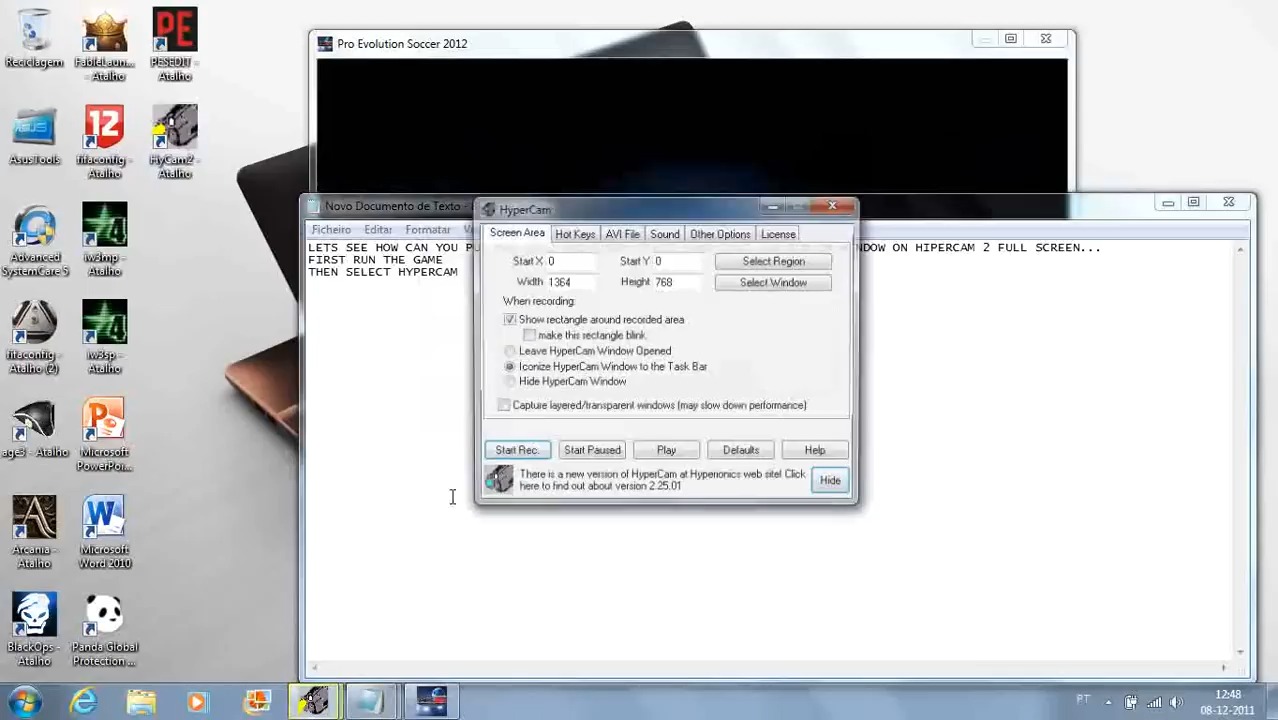 Reciclagem
FableLaun...
- Atalho
PESEDIT -
Atalho
AsusTools
12
fifaconfig -
Atalho
HyCam2 -
Atalho
Advanced
SystemCare 5
iw3mp -
Atalho
fifaconfig -
Atalho (2)
iw3sp -
Atalho
age3 - Atalho
Microsoft
PowerPoi...
Arcania -
Atalho
Microsoft
Word 2010
BlackOps -
Atalho
Panda Global
Protection ...
Pro Evolution Soccer 2012
Novo Documento de Texto -
Ficheiro Editar Formatar
LETS SEE HOW CAN YOU P
NDOW ON HIPERCAM 2 FULL SCREEN...
FIRST RUN THE GAME
THEN SELECT HYPERCAM
HyperCam
Screen Area Hot Keys AVI File Sound Other Options License
Start X 0 Start Y 0 Select Region
Width 1364 Height 768 Select Window
When recording:
Show rectangle around recorded area
make this rectangle blink
Leave HyperCam Window Opened
Iconize HyperCam Window to the Task Bar
Hide HyperCam Window
Capture layered/transparent windows (may slow down performance)
Start Rec. Start Paused Play Defaults Help
There is a new version of HyperCam at Hyperionics web site! Click
here to find out about version 2.25.01
Hide
PT
12:48
08-12-2011